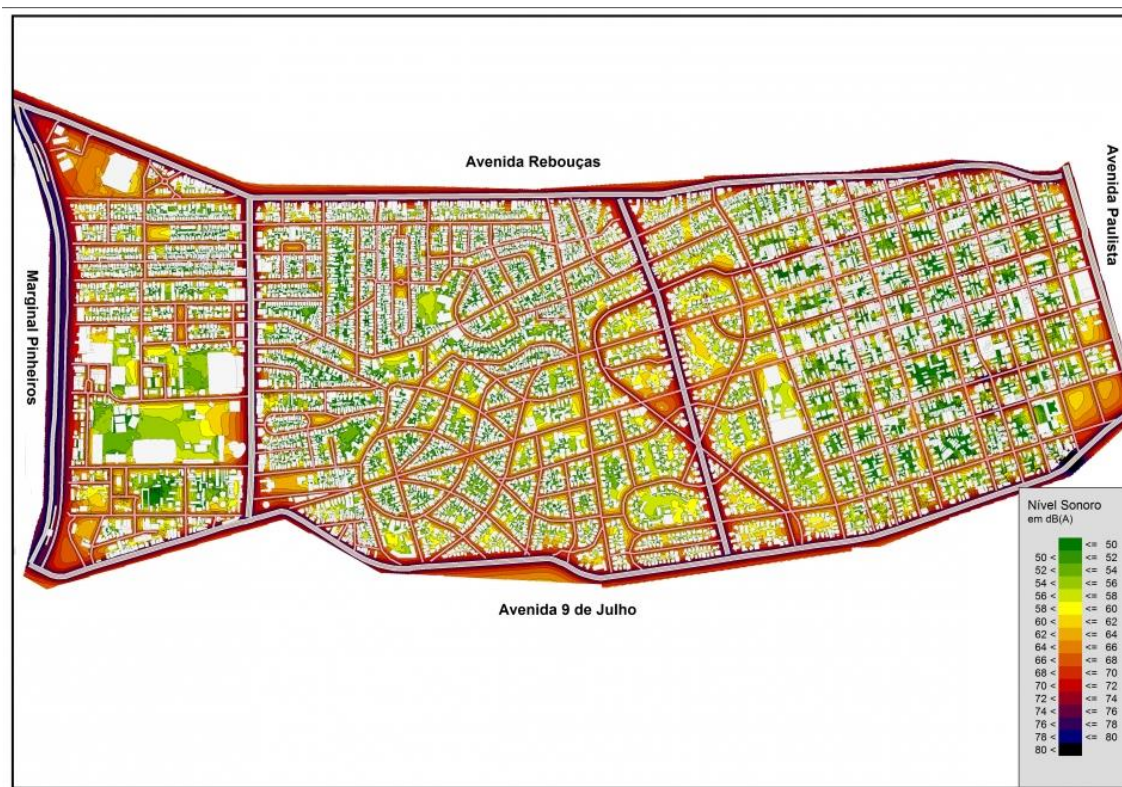 Avenida Rebouças
Avenida Paulista
Marginal Pinheiros
Avenida 9 de Julho
Nível Sonoro
em dB(A)
<= 50
50 < <= 52
52 < <= 54
54 < <= 56
56 < <= 58
58 < <= 60
60 < <= 62
62 < <= 64
64 < <= 66
66 < <= 68
68 < <= 70
70 < <= 72
72 < <= 74
74 < <= 76
76 < <= 78
78 < <= 80
80 <